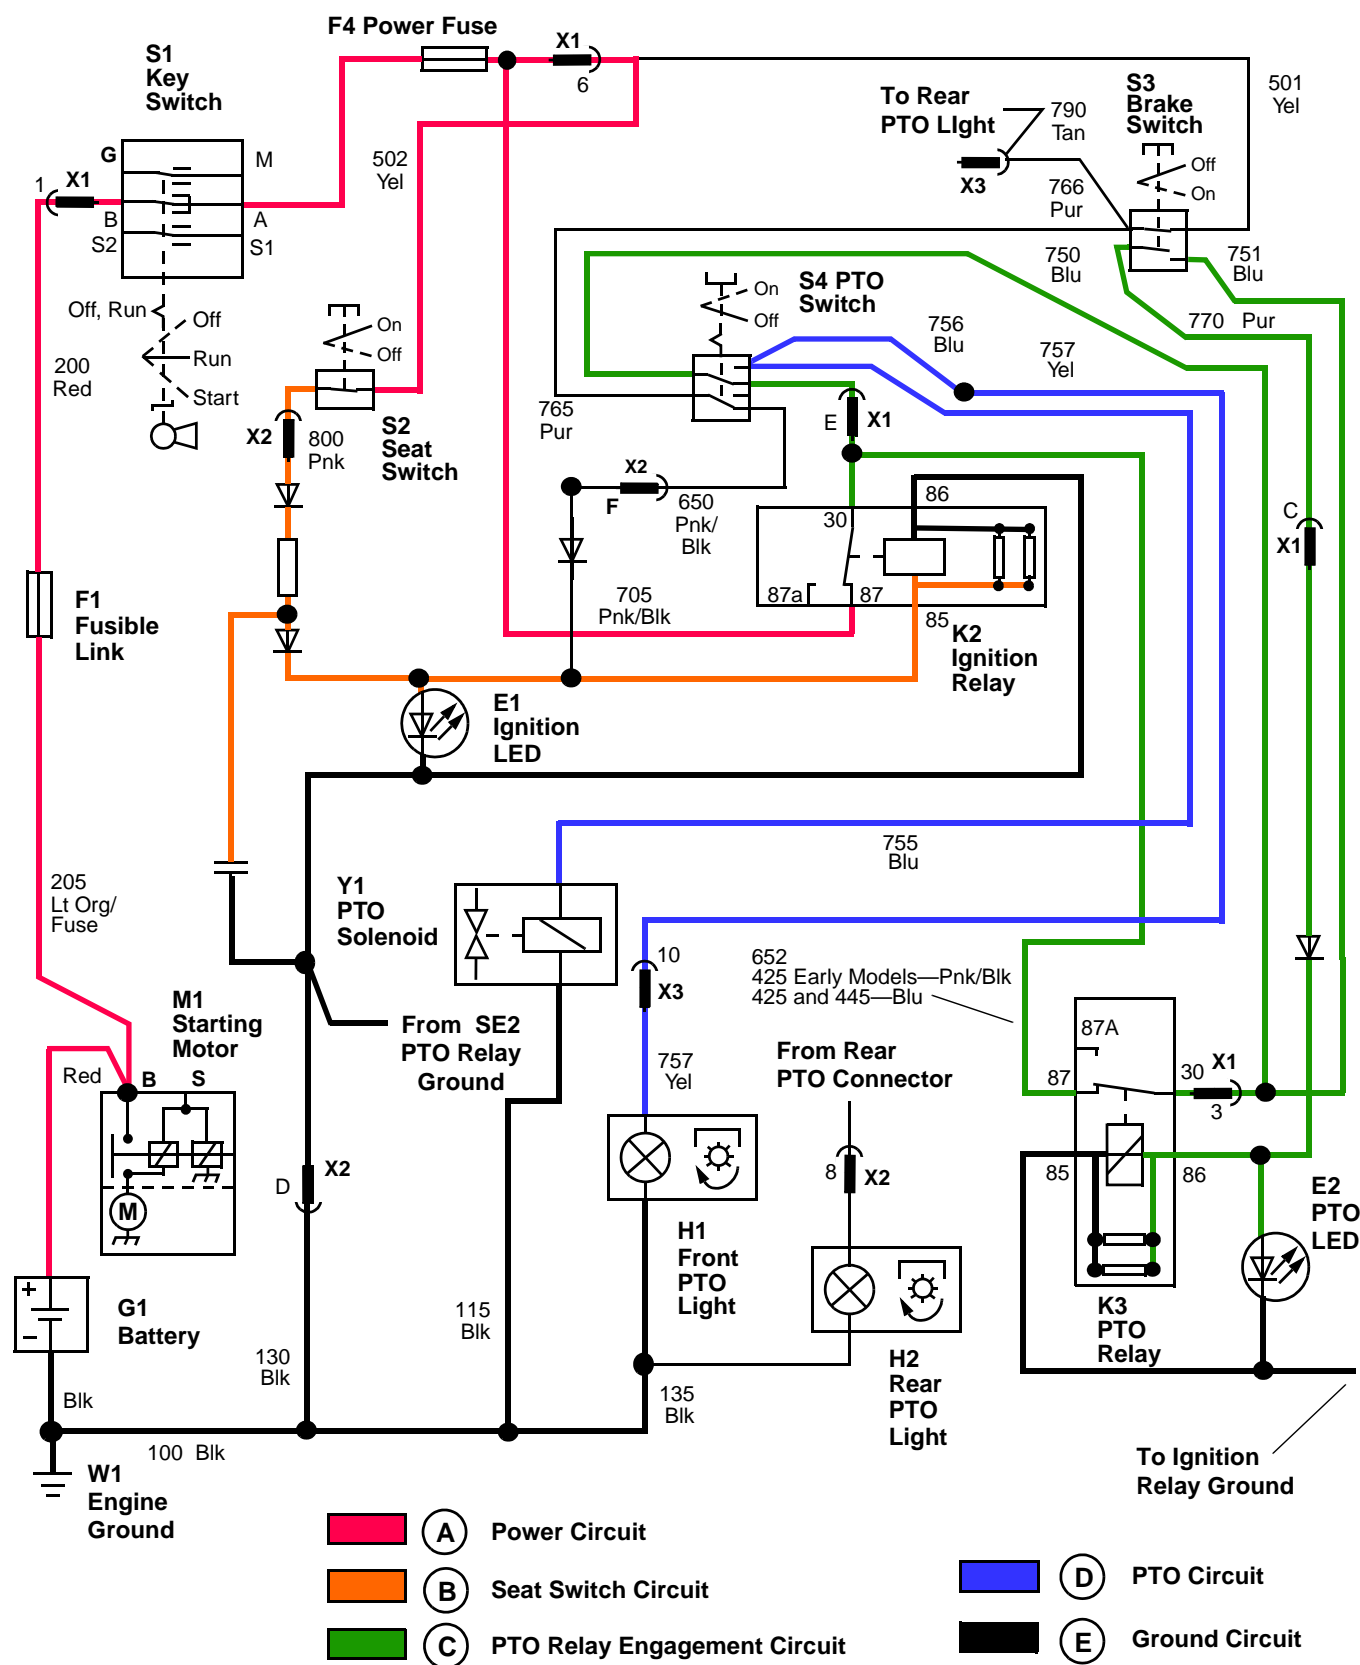 F4 Power Fuse
S1
Key
Switch
X1
6
To Rear
PTO LIght
790
Tan
S3
Brake
Switch
501
Yel
G
M
502
Yel
Off
On
X3
766
Pur
1
X1
B
A
S2
S1
750
Blu
751
Blu
S4 PTO
Switch
On
Off
Off, Run
Off
Run
Start
200
Red
On
Off
756
Blu
757
Yel
770 Pur
765
Pur
E
X1
X2
800
Pnk
S2
Seat
Switch
X2
F
650
Pnk/
Blk
86
30
C
X1
87a
87
85
705
Pnk/Blk
K2
Ignition
Relay
F1
Fusible
Link
E1
Ignition
LED
755
Blu
205
Lt Org/
Fuse
Y1
PTO
Solenoid
10
X3
652
425 Early Models—Pnk/Blk
425 and 445—Blu
M1
Starting
Motor
From SE2
PTO Relay
Ground
757
Yel
From Rear
PTO Connector
87A
87
30
X1
3
Red
B
S
X2
D
8
X2
85
86
E2
PTO
LED
M
H1
Front
PTO
Light
K3
PTO
Relay
G1
Battery
+
–
115
Blk
130
Blk
H2
Rear
PTO
Light
Blk
135
Blk
100 Blk
W1
Engine
Ground
To Ignition
Relay Ground
A Power Circuit
B Seat Switch Circuit
C PTO Relay Engagement Circuit
D PTO Circuit
E Ground Circuit